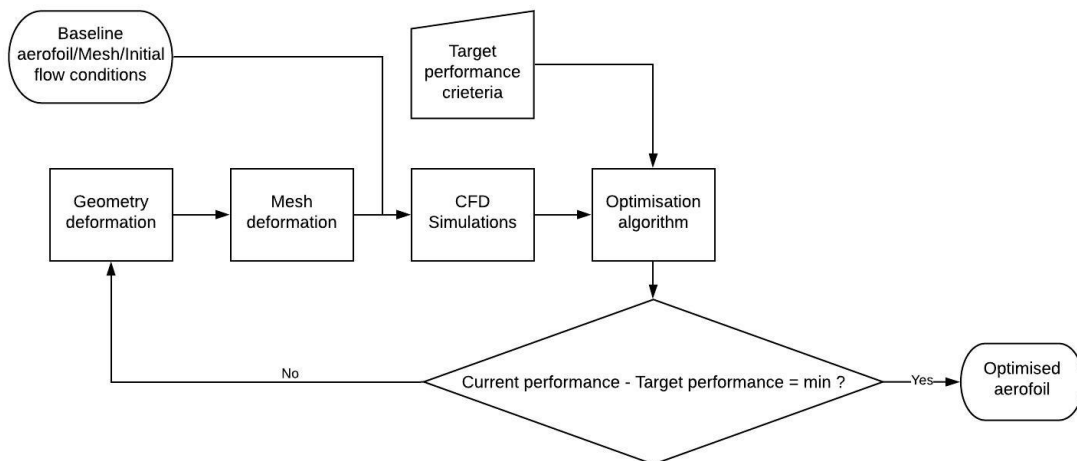 Baseline
aerofoil/Mesh/Initial
flow conditions
Target
performance
crieteria
Geometry
deformation
Mesh
deformation
CFD
Simulations
Optimisation
algorithm
Current performance - Target performance = min ?
No
Yes
Optimised
aerofoil